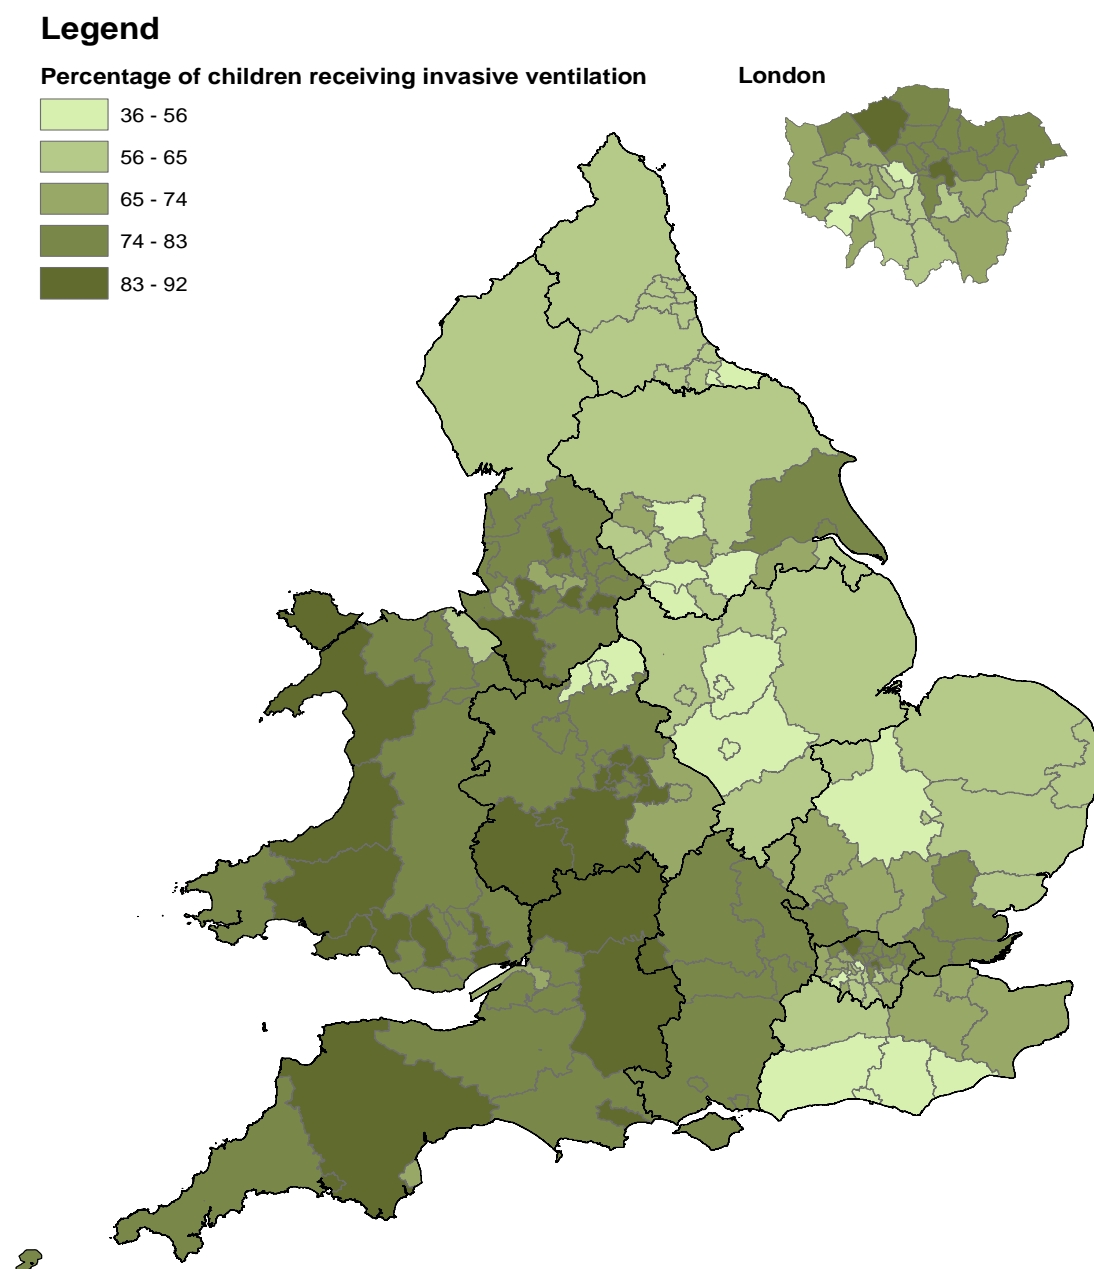 Legend
Percentage of children receiving invasive ventilation
London
36 - 56
56 - 65
65 - 74
74 - 83
83 - 92